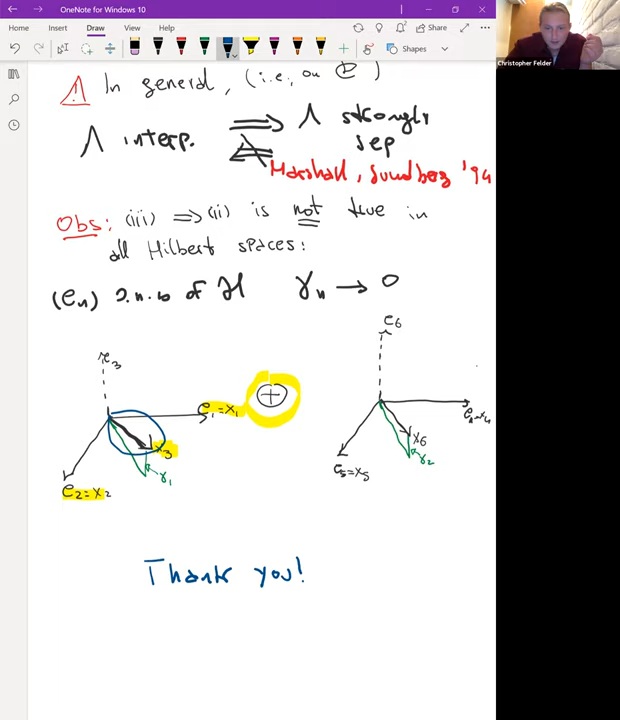 OneNote for Windows 10
Home Insert Draw View Help
Shapes
Christopher Felder
⚠ In general, (i.e., on 𝔻)
Λ interp. ⟹ Λ strongly sep
Marshall, Sundberg '94
Obs: (iii) ⟹ (ii) is not true in
all Hilbert spaces:
(en) o.n.b of H γn → 0
e3
e1 = x1
+
x3
γ1
e2 = x2
e6
e4 = x4
x6
γ2
e5 = x5
Thank you!